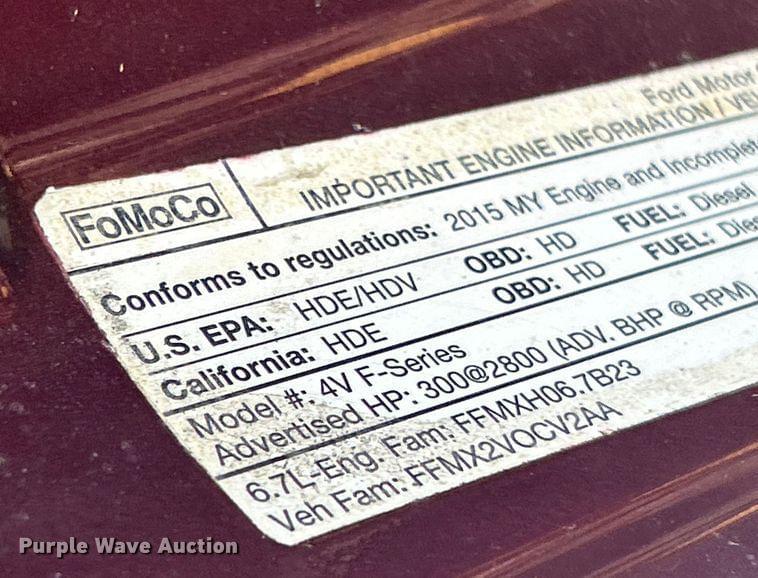 Ford Motor
FoMoCo
IMPORTANT ENGINE INFORMATION / VEH
Conforms to regulations: 2015 MY Engine and Incomplet
U.S. EPA: HDE/HDV OBD: HD FUEL: Diesel
California: HDE OBD: HD FUEL: Dies
Model #: 4V F-Series
Advertised HP: 300@2800 (ADV. BHP @ RPM)
6.7L-Eng. Fam: FFMXH06.7B23
Veh Fam: FFMX2VOCV2AA
Purple Wave Auction